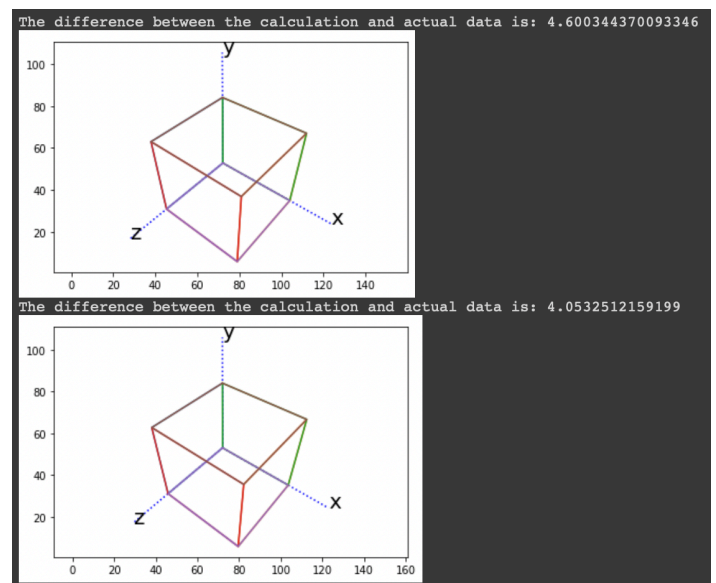 The difference between the calculation and actual data is: 4.600344370093346
y
100
80
60
40
20
x
z
0 20 40 60 80 100 120 140
The difference between the calculation and actual data is: 4.0532512159199
y
100
80
60
40
20
x
z
0 20 40 60 80 100 120 140 160